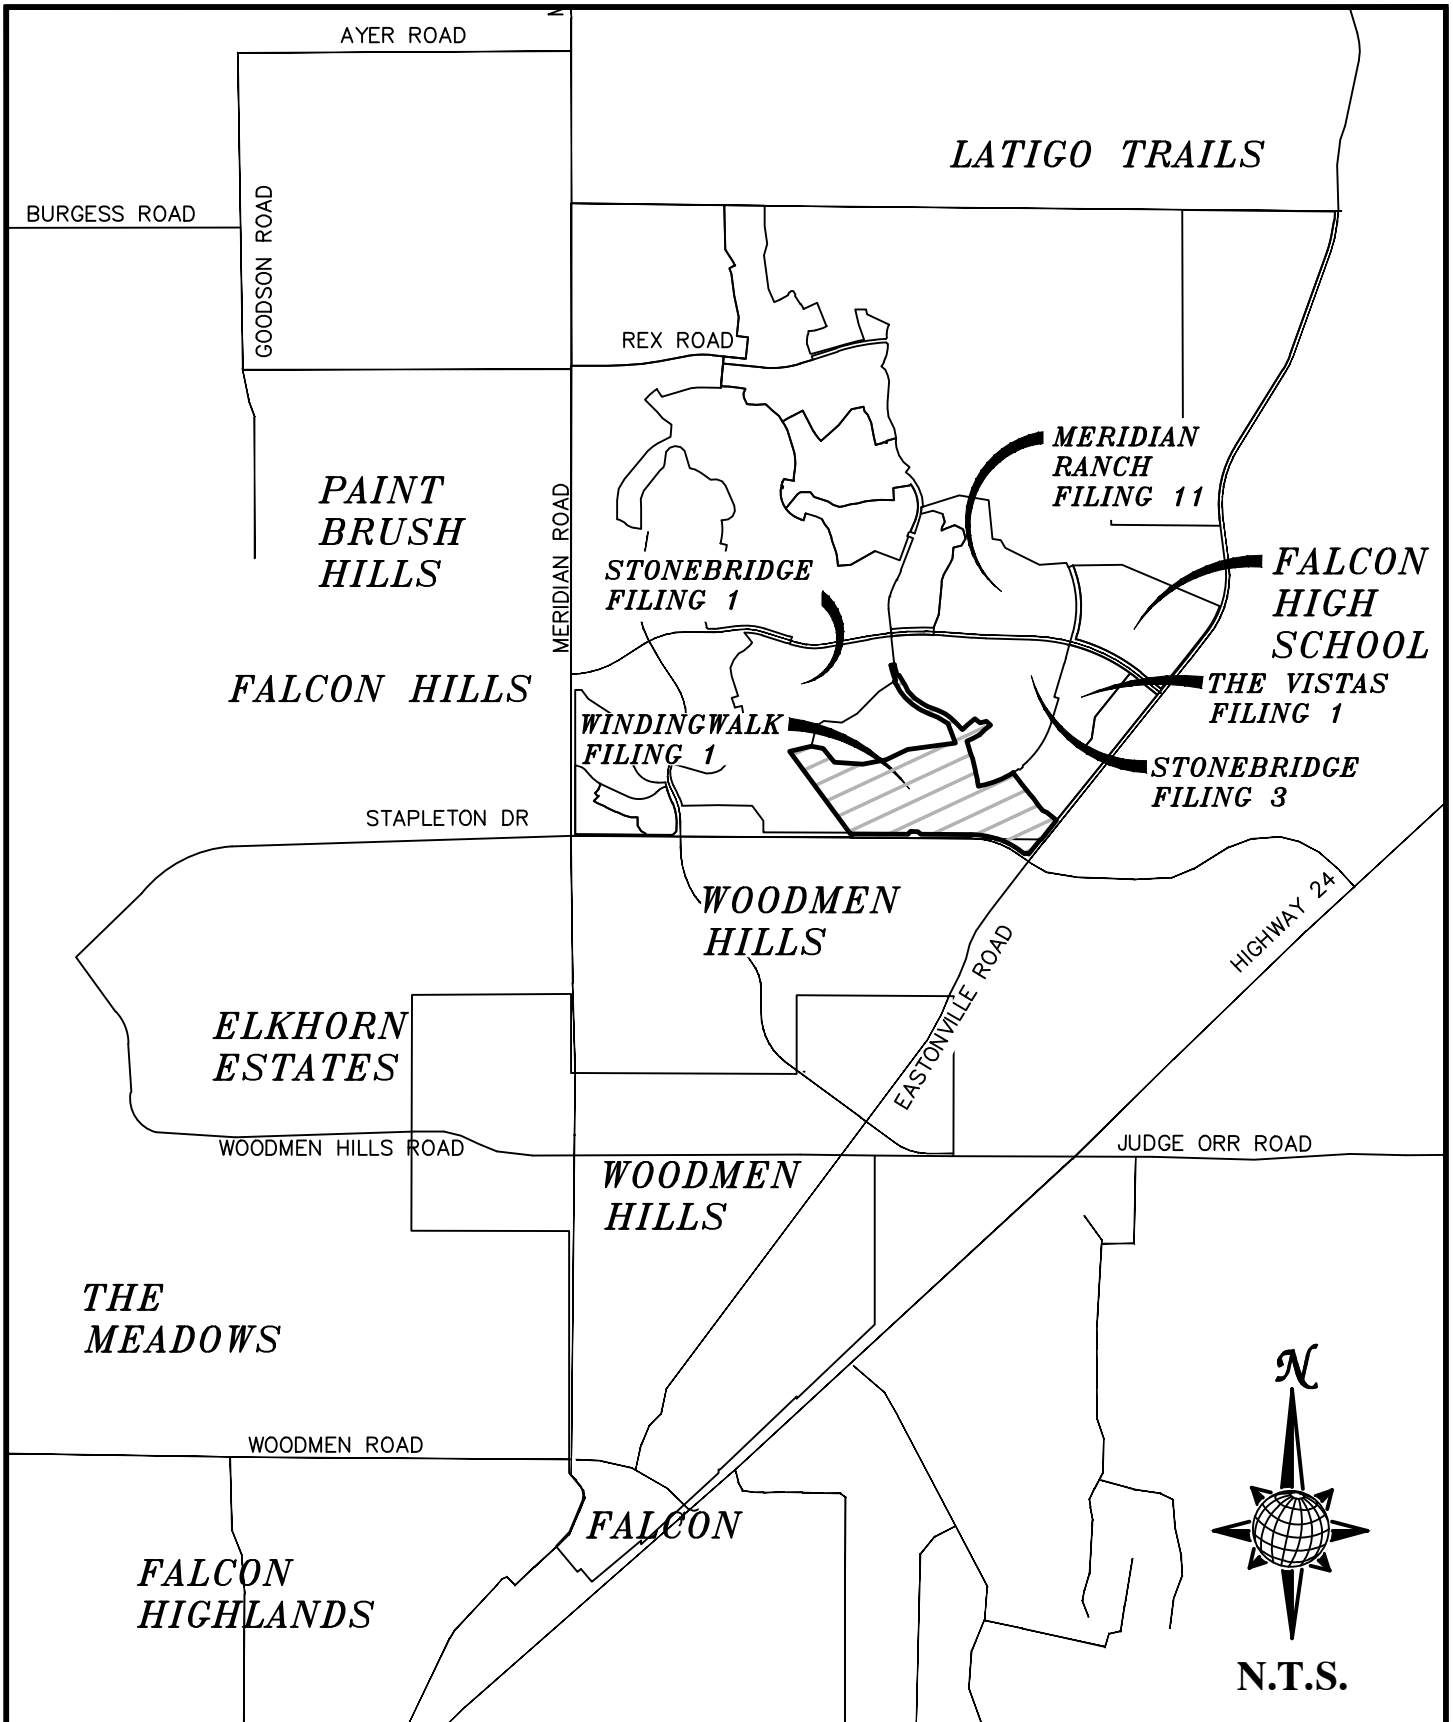 AYER ROAD
LATIGO TRAILS
BURGESS ROAD
GOODSON ROAD
REX ROAD
MERIDIAN
RANCH
FILING 11
PAINT
BRUSH
HILLS
MERIDIAN ROAD
STONEBRIDGE
FILING 1
FALCON
HIGH
SCHOOL
FALCON HILLS
THE VISTAS
FILING 1
WINDINGWALK
FILING 1
STONEBRIDGE
FILING 3
STAPLETON DR
WOODMEN
HILLS
HIGHWAY 24
EASTONVILLE ROAD
ELKHORN
ESTATES
WOODMEN HILLS ROAD
JUDGE ORR ROAD
WOODMEN
HILLS
THE
MEADOWS
N
WOODMEN ROAD
FALCON
FALCON
HIGHLANDS
N.T.S.